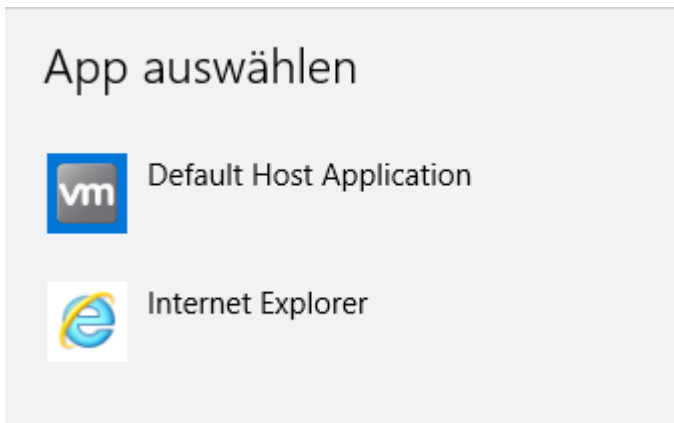 App auswählen
vm
Default Host Application
Internet Explorer